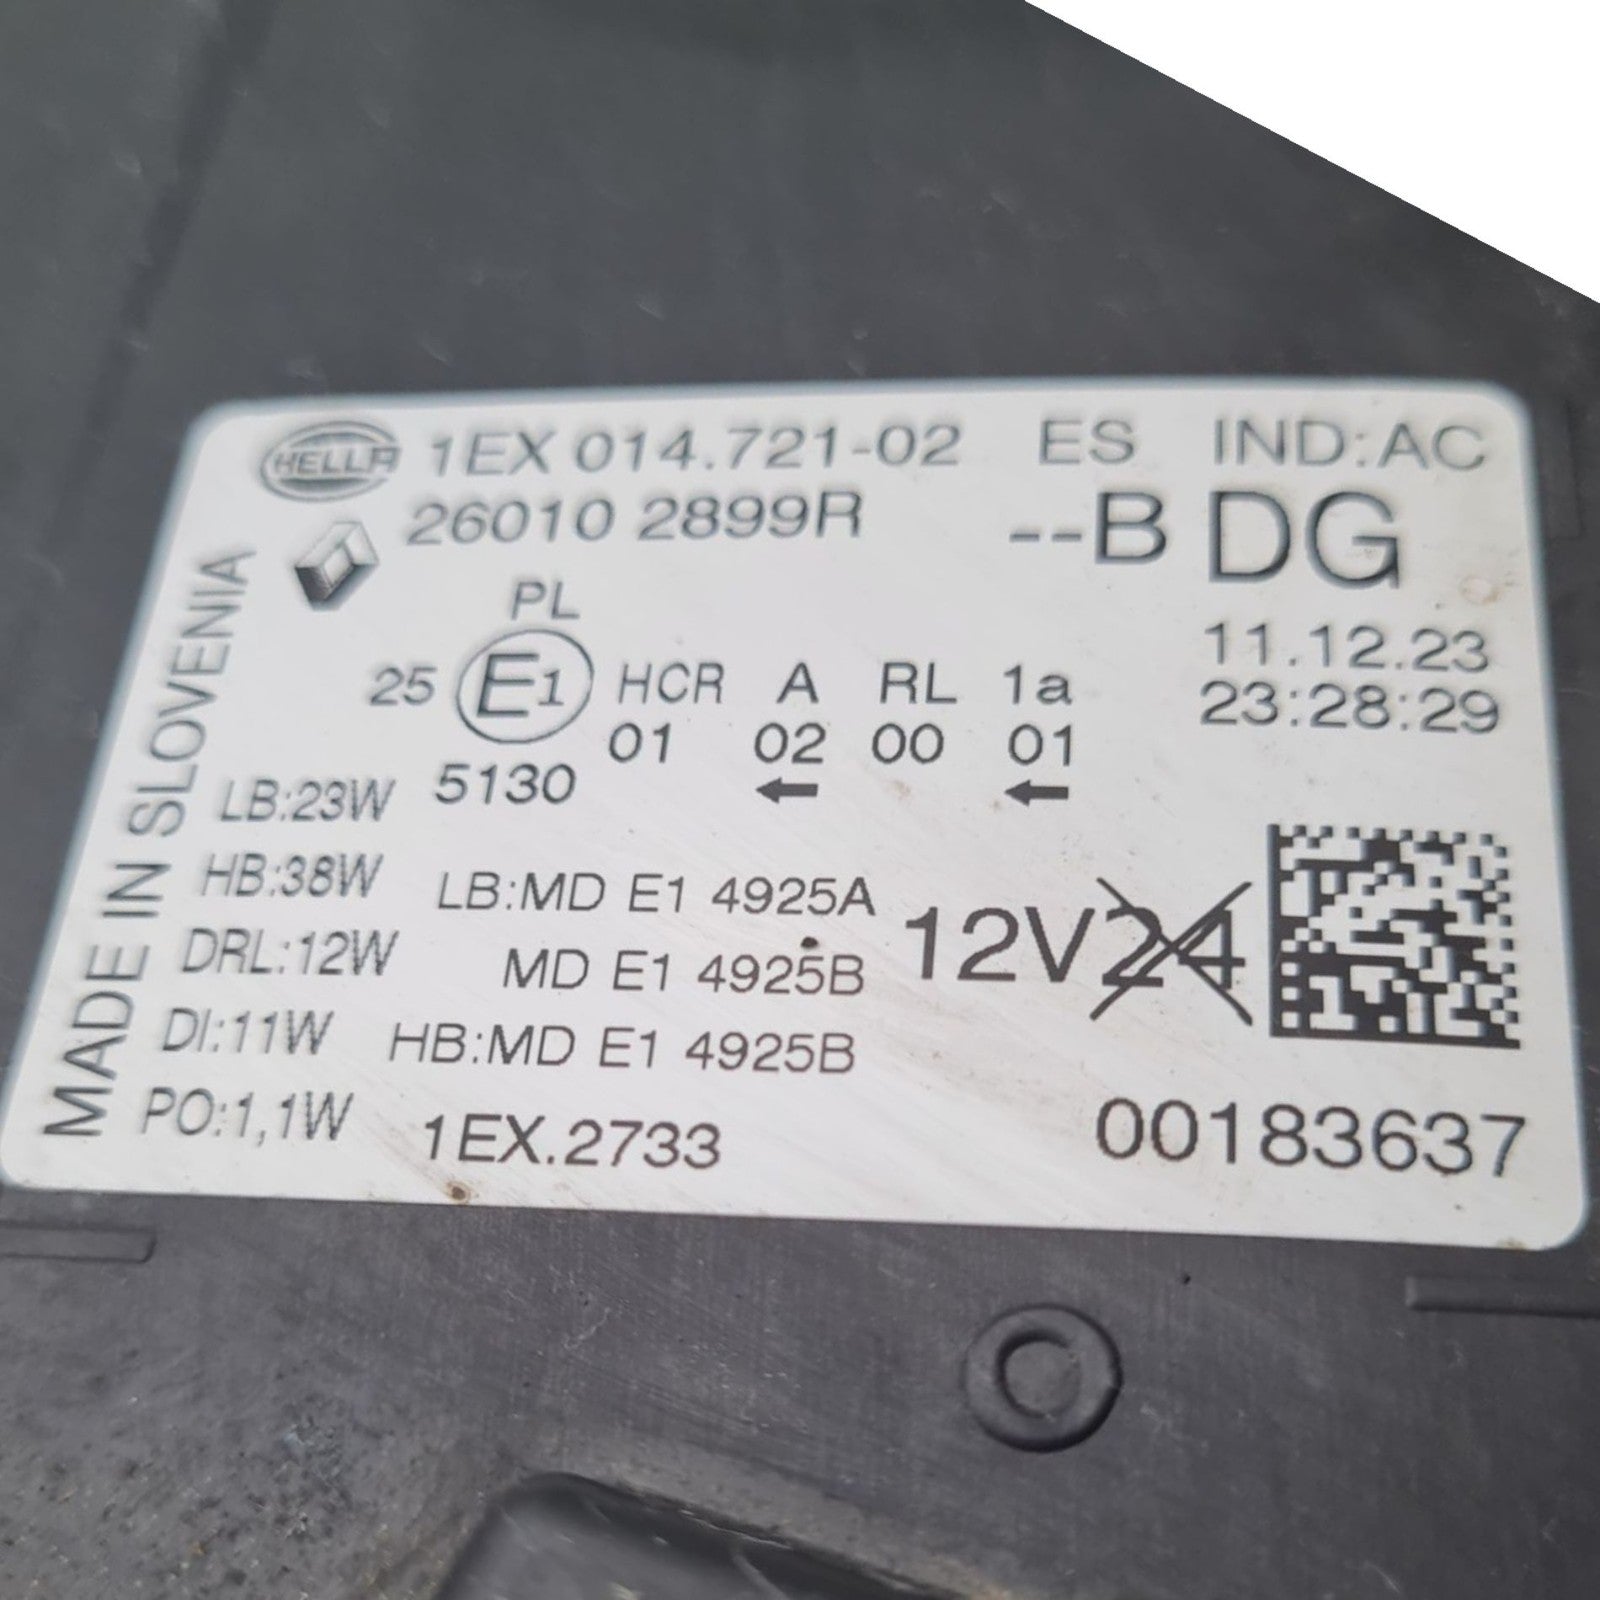 HELLA 1EX 014.721-02 ES IND:AC
26010 2899R --B DG
PL
11.12.23
25 E1 HCR A RL 1a
23:28:29
01 02 00 01
5130
LB:23W
HB:38W
LB:MD E1 4925A
12V24
DRL:12W
MD E1 4925B
DI:11W
HB:MD E1 4925B
PO:1,1W
1EX.2733
00183637
MADE IN SLOVENIA